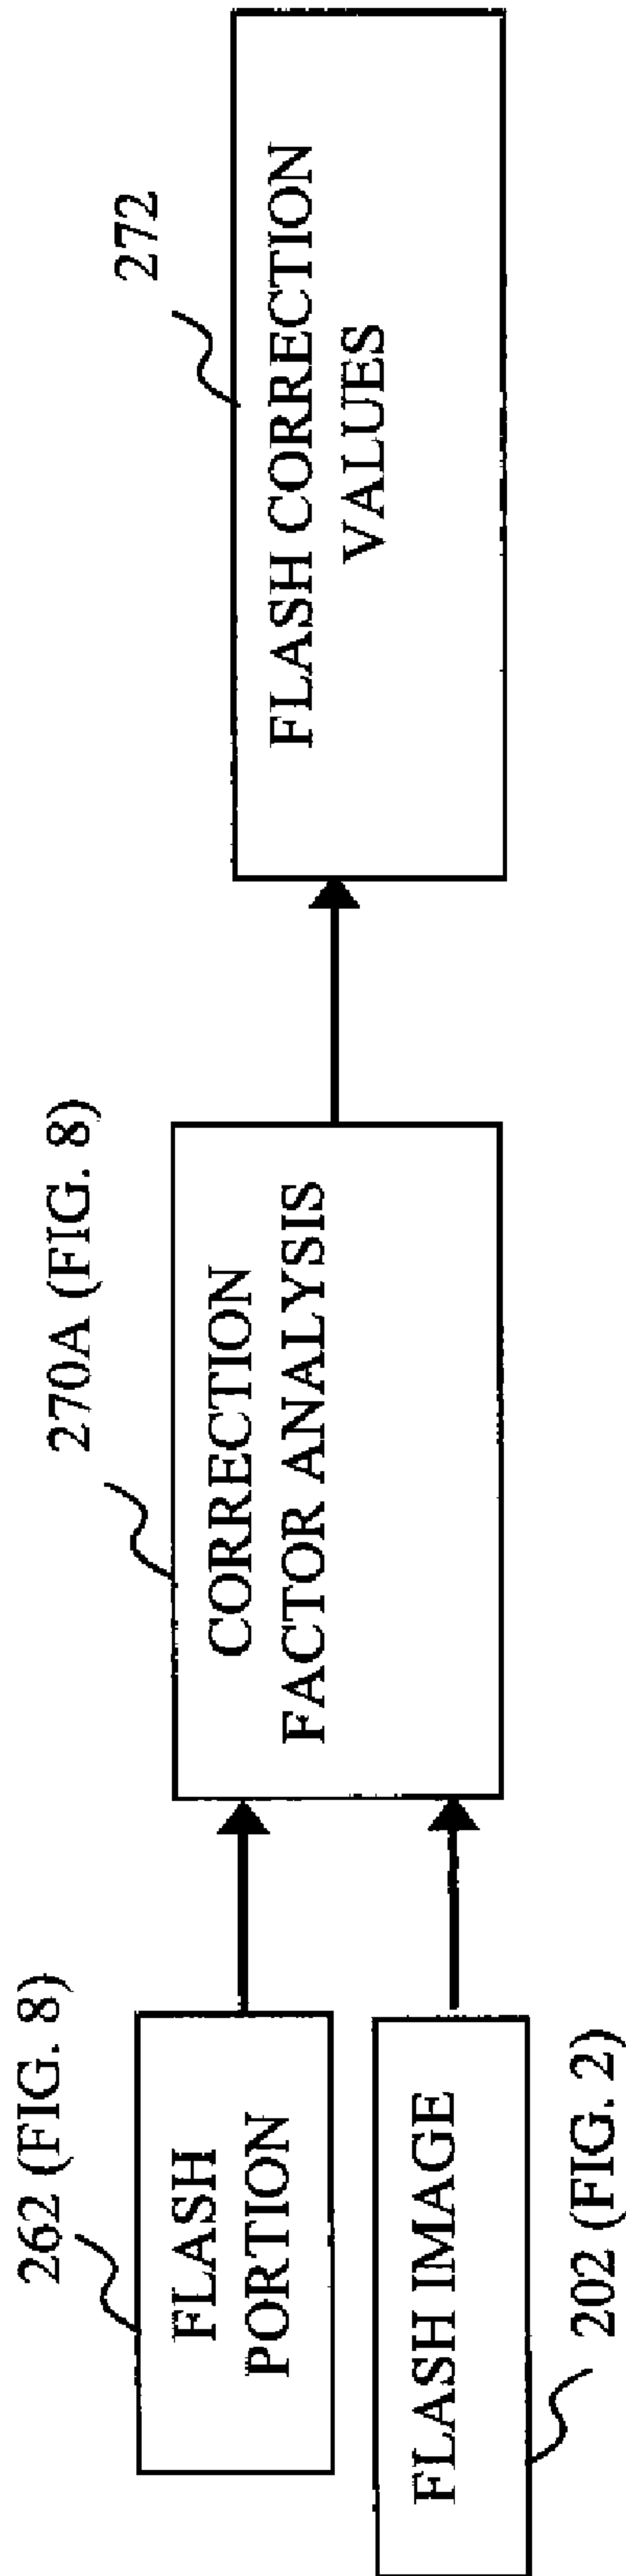 262 (FIG. 8)
FLASH
PORTION
FLASH IMAGE
202 (FIG. 2)
270A (FIG. 8)
CORRECTION
FACTOR ANALYSIS
272
FLASH CORRECTION
VALUES